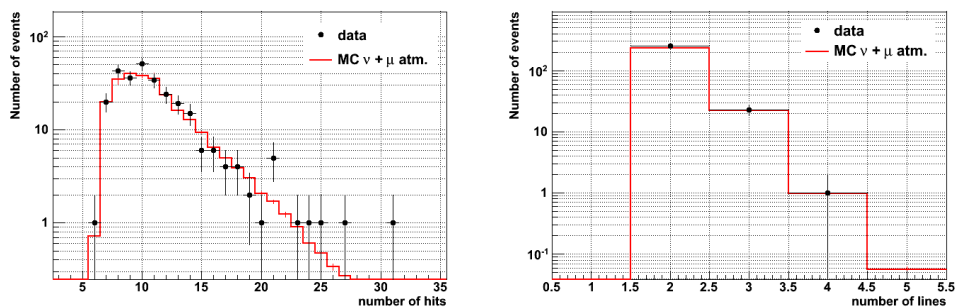 Number of events
10²
10
1
data
MC ν + μ atm.
5 10 15 20 25 30 35
number of hits
Number of events
10²
10
1
10⁻¹
data
MC ν + μ atm.
0.5 1 1.5 2 2.5 3 3.5 4 4.5 5 5.5
number of lines